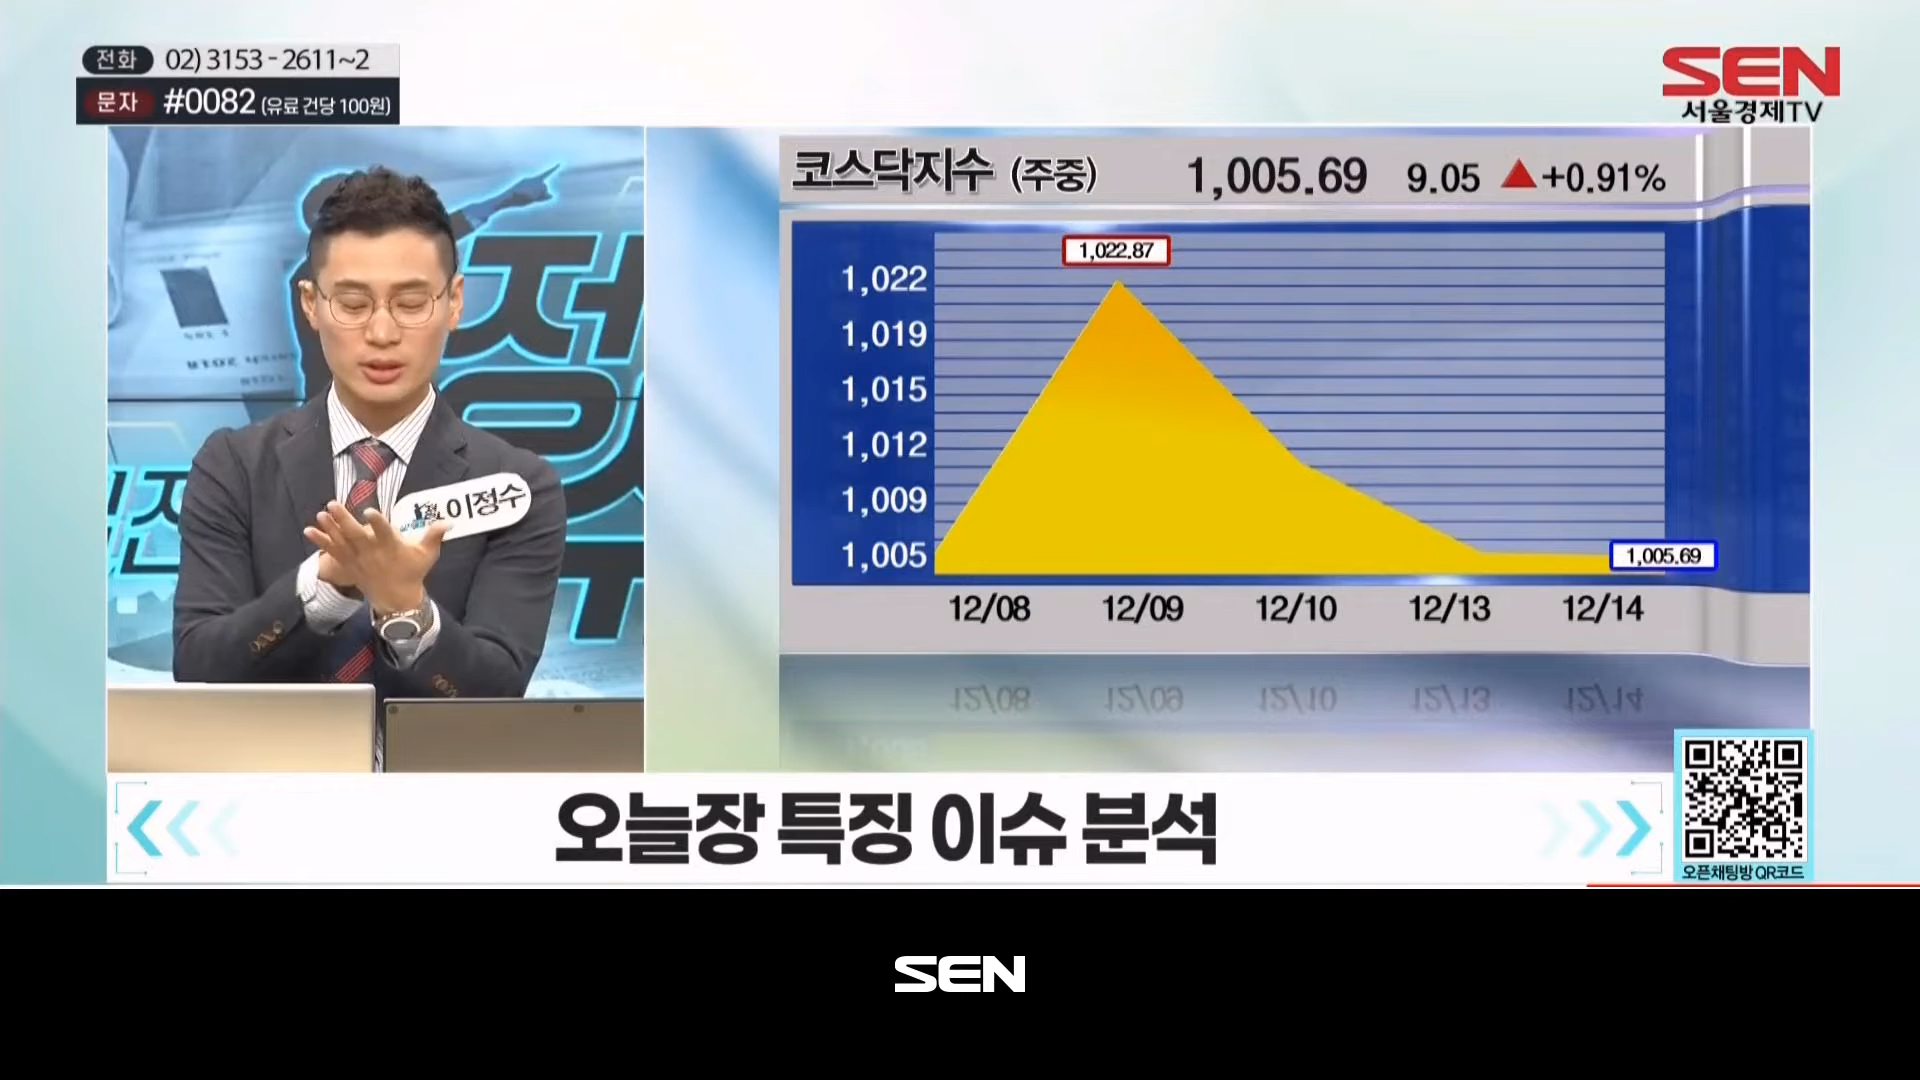 전화 02) 3153-2611~2
문자 #0082 (유료 건당 100원)
SEN
서울경제TV
코스닥지수 (주중) 1,005.69 9.05 ▲+0.91%
1,022.87
1,022
1,019
1,015
1,012
1,009
1,005
1,005.69
12/08 12/09 12/10 12/13 12/14
이정수
오늘장 특징 이슈 분석
오픈채팅방 QR코드
SEN